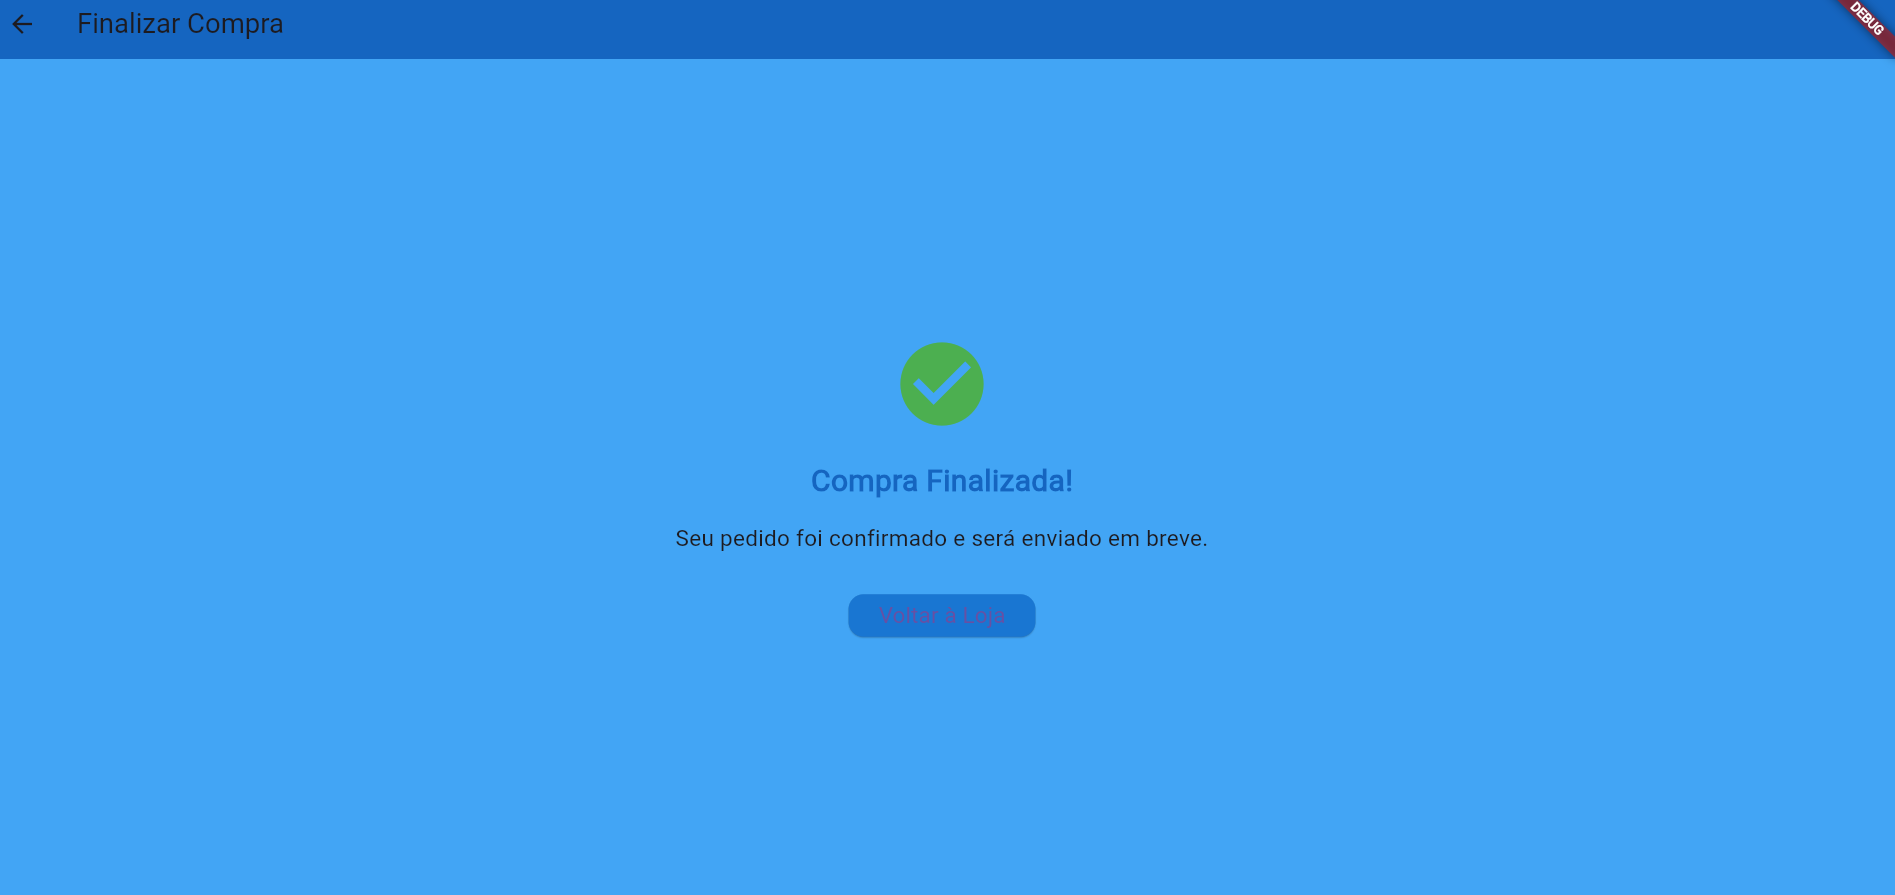 Finalizar Compra
DEBUG
Compra Finalizada!
Seu pedido foi confirmado e será enviado em breve.
Voltar à Loja